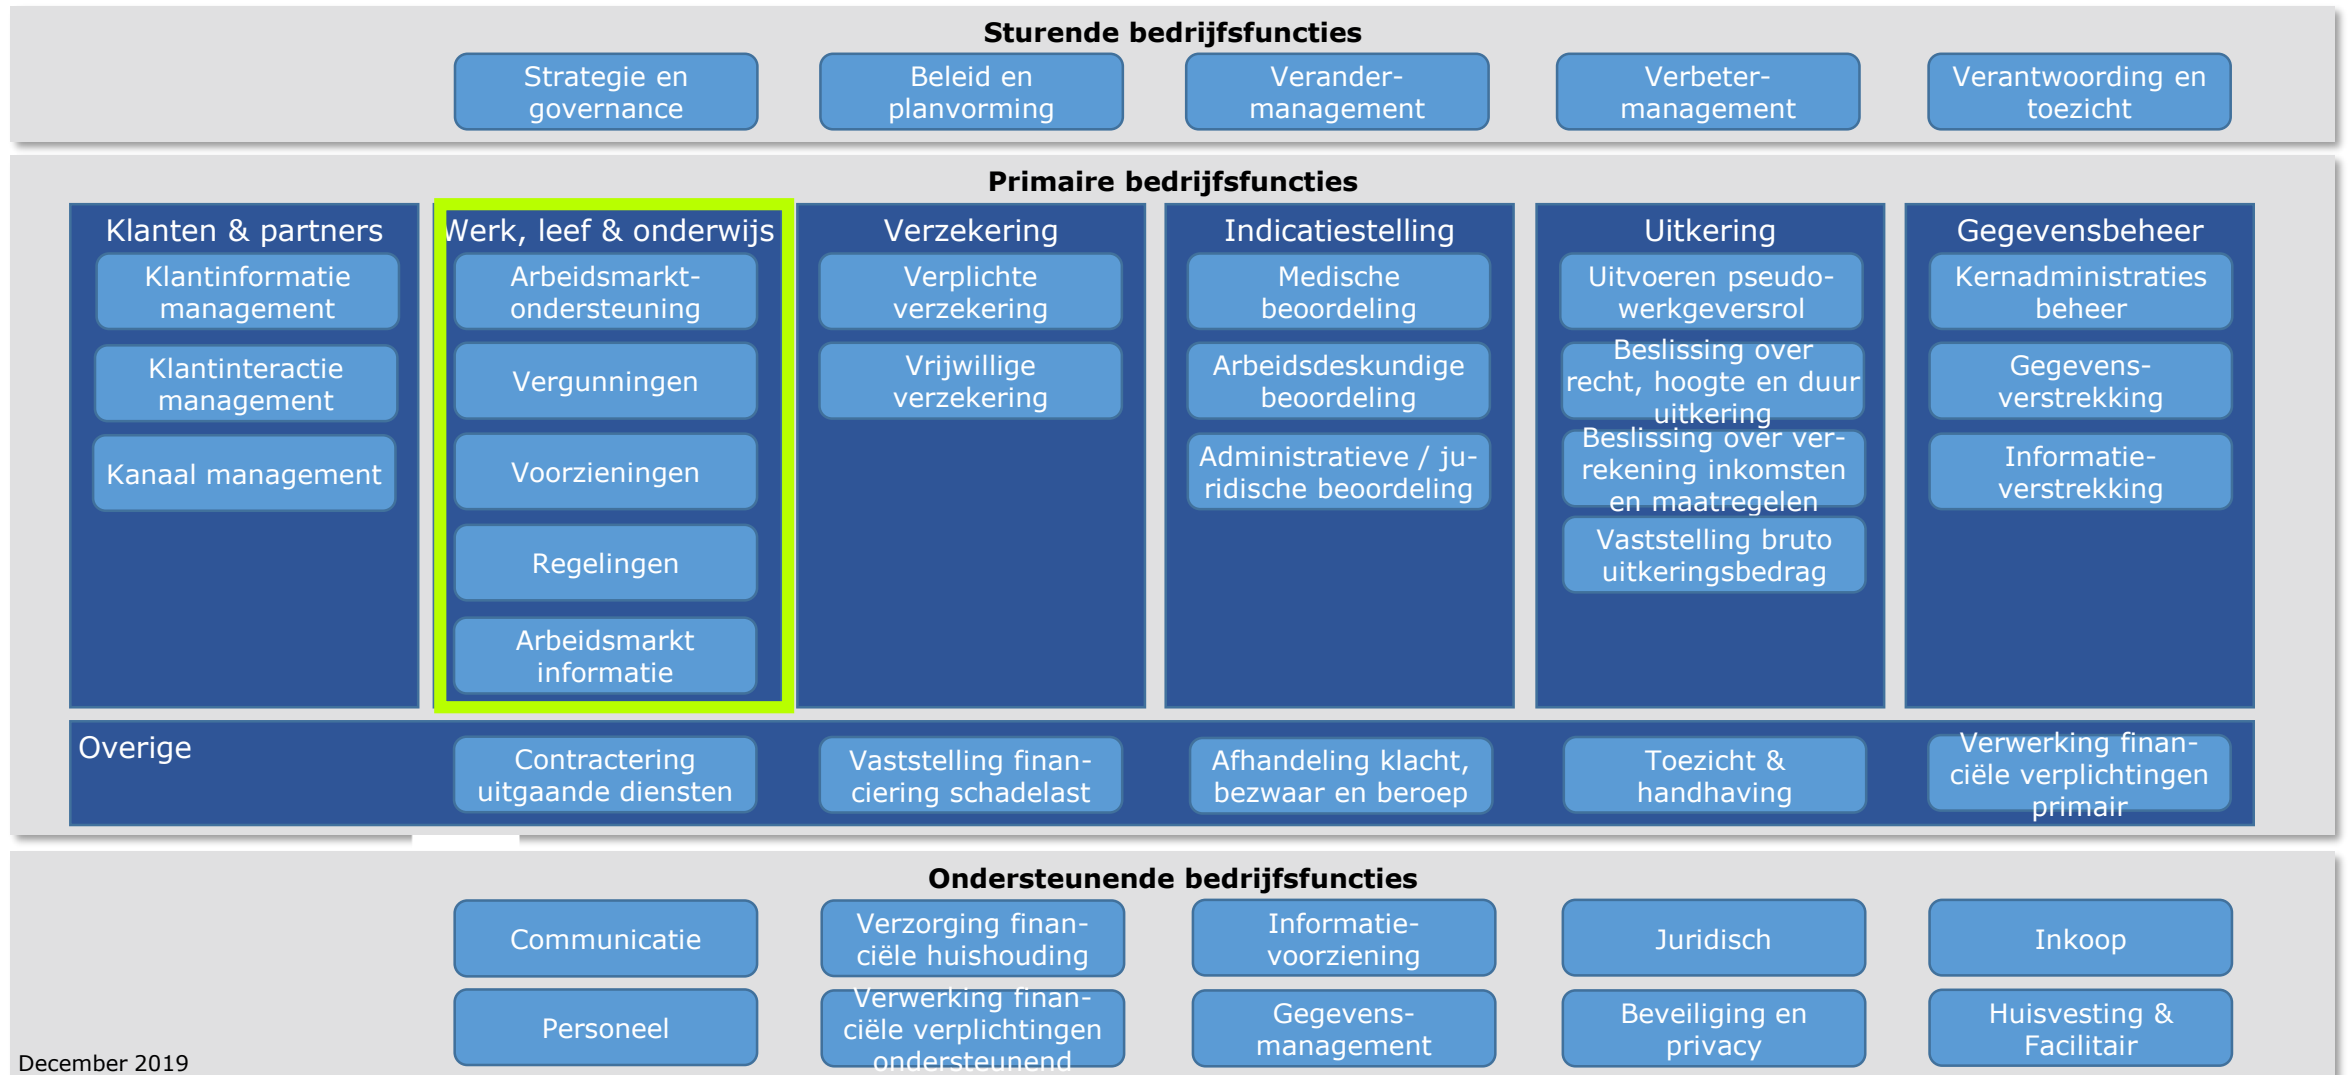 Sturende bedrijfsfuncties
Strategie en
governance
Beleid en
planvorming
Verander-
management
Verbeter-
management
Verantwoording en
toezicht
Primaire bedrijfsfuncties
Klanten & partners
Klantinformatie
management
Klantinteractie
management
Kanaal management
Werk, leef & onderwijs
Arbeidsmarkt-
ondersteuning
Vergunningen
Voorzieningen
Regelingen
Arbeidsmarkt
informatie
Verzekering
Verplichte
verzekering
Vrijwillige
verzekering
Indicatiestelling
Medische
beoordeling
Arbeidsdeskundige
beoordeling
Administratieve / ju-
ridische beoordeling
Uitkering
Uitvoeren pseudo-
werkgeversrol
Beslissing over
recht, hoogte en duur
uitkering
Beslissing over ver-
rekening inkomsten
en maatregelen
Vaststelling bruto
uitkeringsbedrag
Gegevensbeheer
Kernadministraties
beheer
Gegevens-
verstrekking
Informatie-
verstrekking
Overige
Contractering
uitgaande diensten
Vaststelling finan-
ciering schadelast
Afhandeling klacht,
bezwaar en beroep
Toezicht &
handhaving
Verwerking finan-
ciële verplichtingen
primair
Ondersteunende bedrijfsfuncties
Communicatie
Verzorging finan-
ciële huishouding
Informatie-
voorziening
Juridisch
Inkoop
Personeel
Verwerking finan-
ciële verplichtingen
ondersteunend
Gegevens-
management
Beveiliging en
privacy
Huisvesting &
Facilitair
December 2019